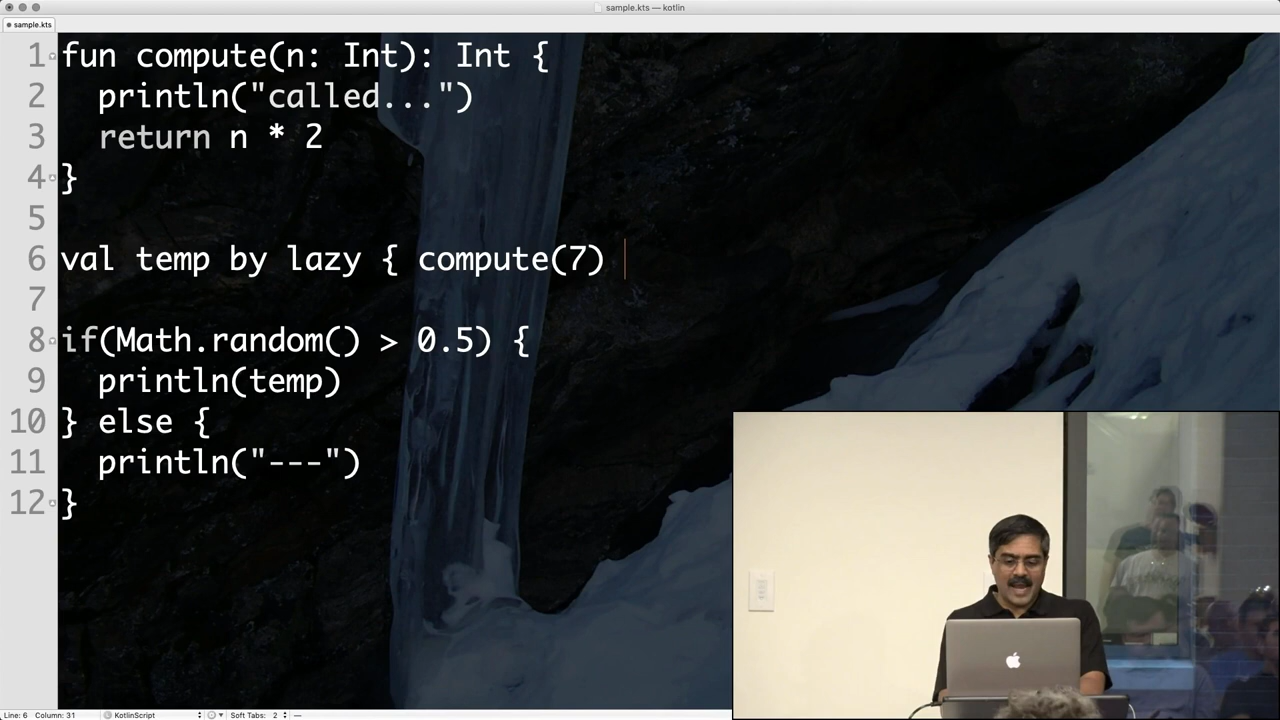 sample.kts — kotlin
sample.kts
1 fun compute(n: Int): Int {
2   println("called...")
3   return n * 2
4 }
5
6 val temp by lazy { compute(7)
7
8 if(Math.random() > 0.5) {
9   println(temp)
10 } else {
11   println("---")
12 }
Line: 6 Column: 31 KotlinScript Soft Tabs: 2 —